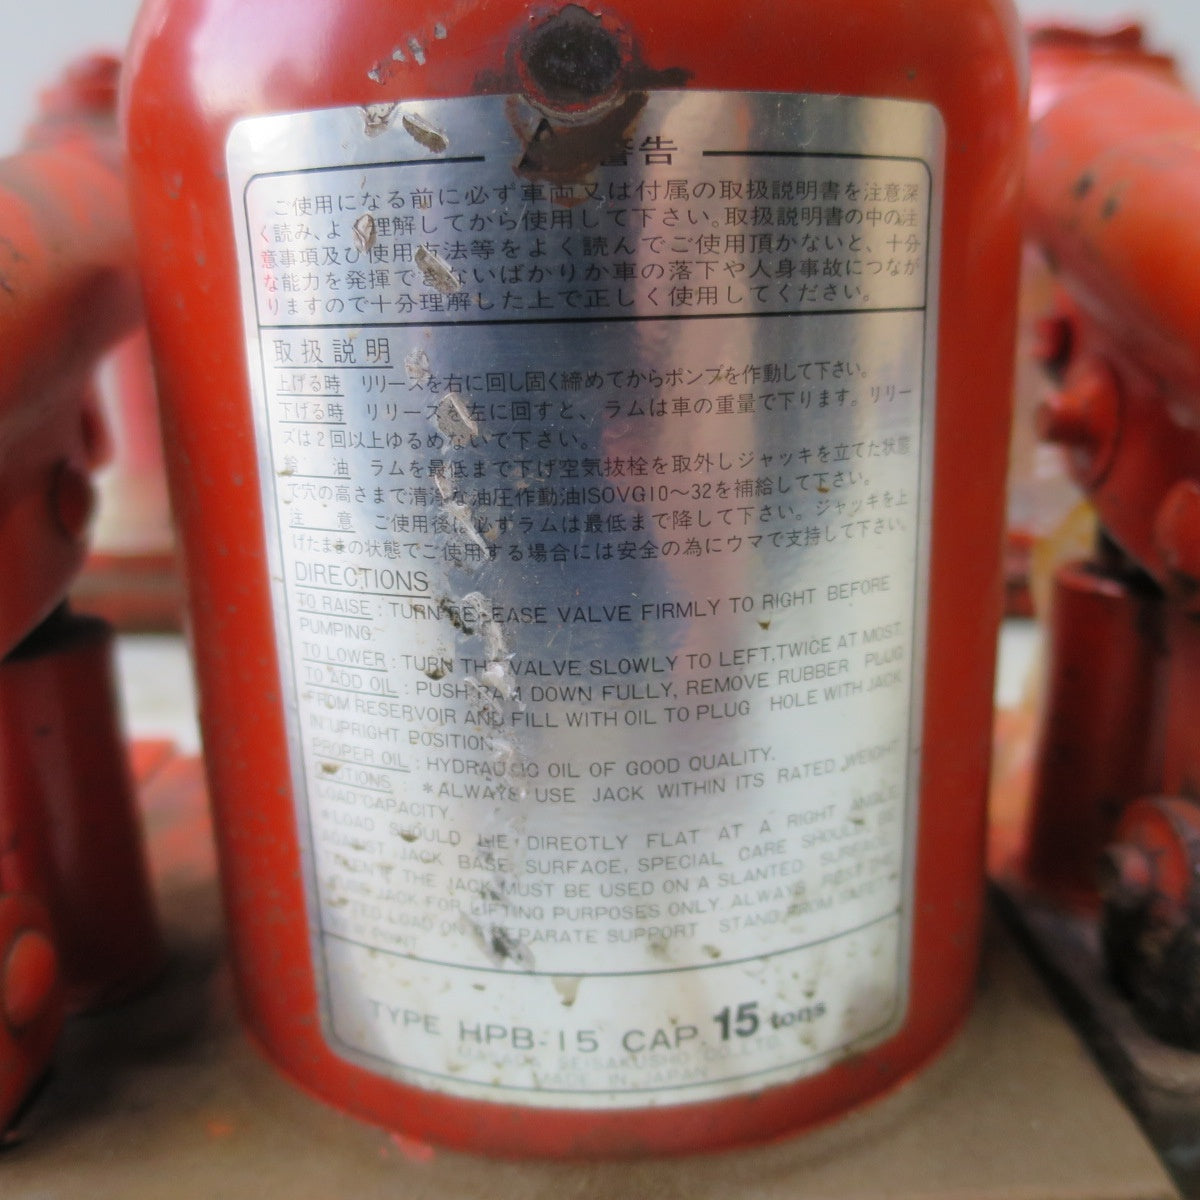 警告
ご使用になる前に必ず車両又は付属の取扱説明書を注意深
く読み、よく理解してから使用して下さい。取扱説明書の中の注
意事項及び使用方法等をよく読んでご使用頂かないと、十分
な能力を発揮できないばかりか車の落下や人身事故につなが
りますので十分理解した上で正しく使用してください。
取扱説明
上げる時 リリースを右に回し固く締めてからポンプを作動して下さい。
下げる時 リリースを左に回すと、ラムは車の重量で下ります。リリー
ズは2回以上ゆるめないで下さい。
給 油 ラムを最低まで下げ空気抜栓を取外しジャッキを立てた状態
で穴の高さまで清浄な油圧作動油ISOVG10～32を補給して下さい。
注 意 ご使用後は必ずラムは最低まで降して下さい。ジャッキを上
げたままの状態でご使用する場合には安全の為にウマで支持して下さい。
DIRECTIONS
TO RAISE : TURN RELEASE VALVE FIRMLY TO RIGHT BEFORE
PUMPING.
TO LOWER : TURN THE VALVE SLOWLY TO LEFT,TWICE AT MOST.
TO ADD OIL : PUSH RAM DOWN FULLY, REMOVE RUBBER PLUG
FROM RESERVOIR AND FILL WITH OIL TO PLUG HOLE WITH JACK
IN UPRIGHT POSITION
PROPER OIL : HYDRAULIC OIL OF GOOD QUALITY.
CAUTIONS : *ALWAYS USE JACK WITHIN ITS RATED WEIGHT
LOAD CAPACITY.
*LOAD SHOULD LIE DIRECTLY FLAT AT A RIGHT ANGLE
AGAINST JACK BASE SURFACE, SPECIAL CARE SHOULD BE
THE JACK MUST BE USED ON A SLANTED SURFACE.
JACK FOR LIFTING PURPOSES ONLY. ALWAYS REST THE
LOAD ON SEPARATE SUPPORT STAND FROM SAFETY
POINT
TYPE HPB-15 CAP. 15 tons
SEISAKUSHO CO.,LTD.
MADE IN JAPAN